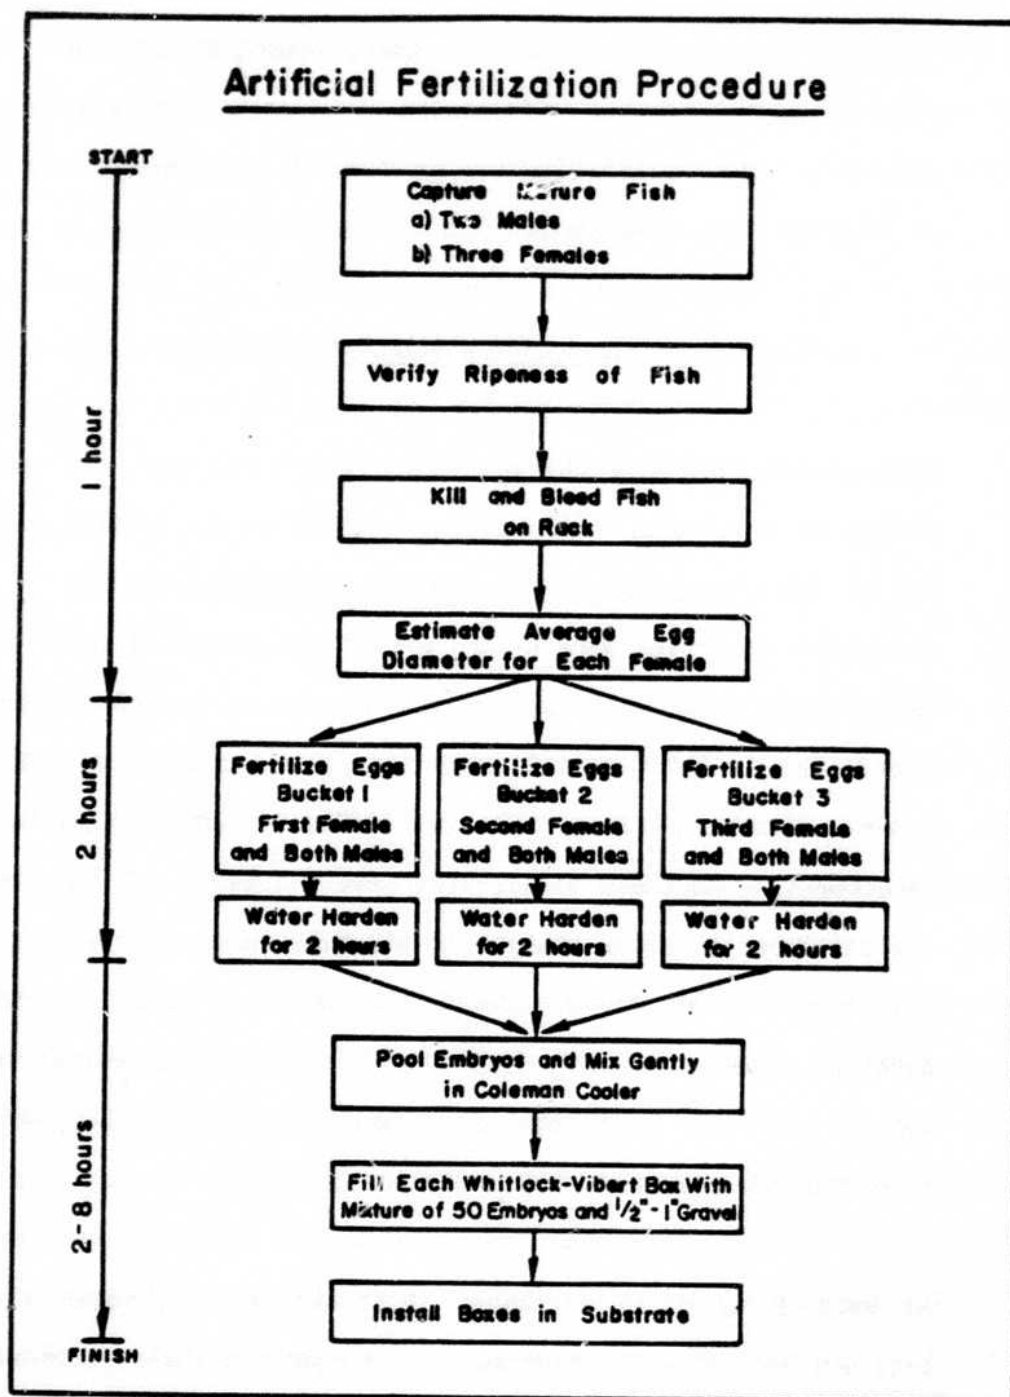 Artificial Fertilization Procedure
START
Capture Mature Fish
a) Two Males
b) Three Females
Verify Ripeness of Fish
1 hour
Kill and Bleed Fish
on Rack
Estimate Average Egg
Diameter for Each Female
2 hours
Fertilize Eggs
Bucket 1
First Female
and Both Males
Fertilize Eggs
Bucket 2
Second Female
and Both Males
Fertilize Eggs
Bucket 3
Third Female
and Both Males
Water Harden
for 2 hours
Water Harden
for 2 hours
Water Harden
for 2 hours
2-8 hours
Pool Embryos and Mix Gently
in Coleman Cooler
Fill Each Whitlock-Vibert Box With
Mixture of 50 Embryos and 1/2"-1" Gravel
Install Boxes in Substrate
FINISH